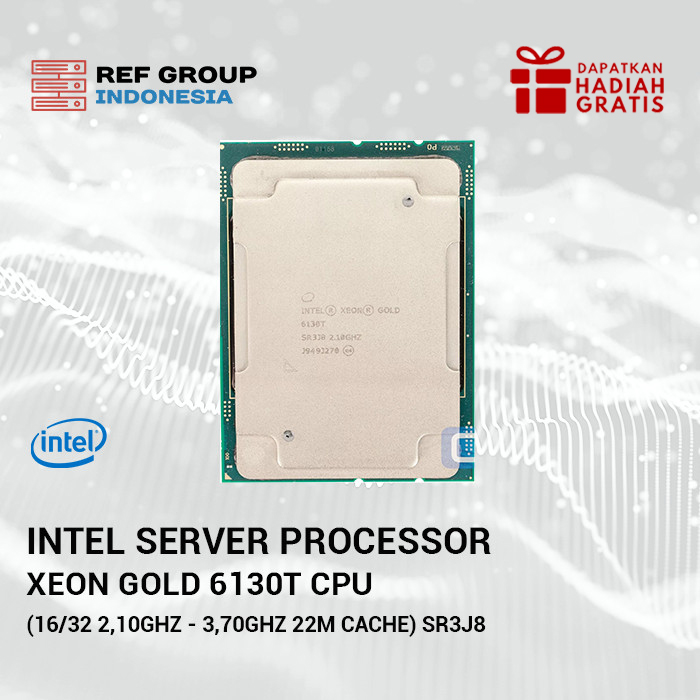 REF GROUP
INDONESIA
DAPATKAN
HADIAH
GRATIS
INTEL® XEON® GOLD
6130T
SR3J8 2.10GHZ
J949J270
intel
INTEL SERVER PROCESSOR
XEON GOLD 6130T CPU
(16/32 2,10GHZ - 3,70GHZ 22M CACHE) SR3J8